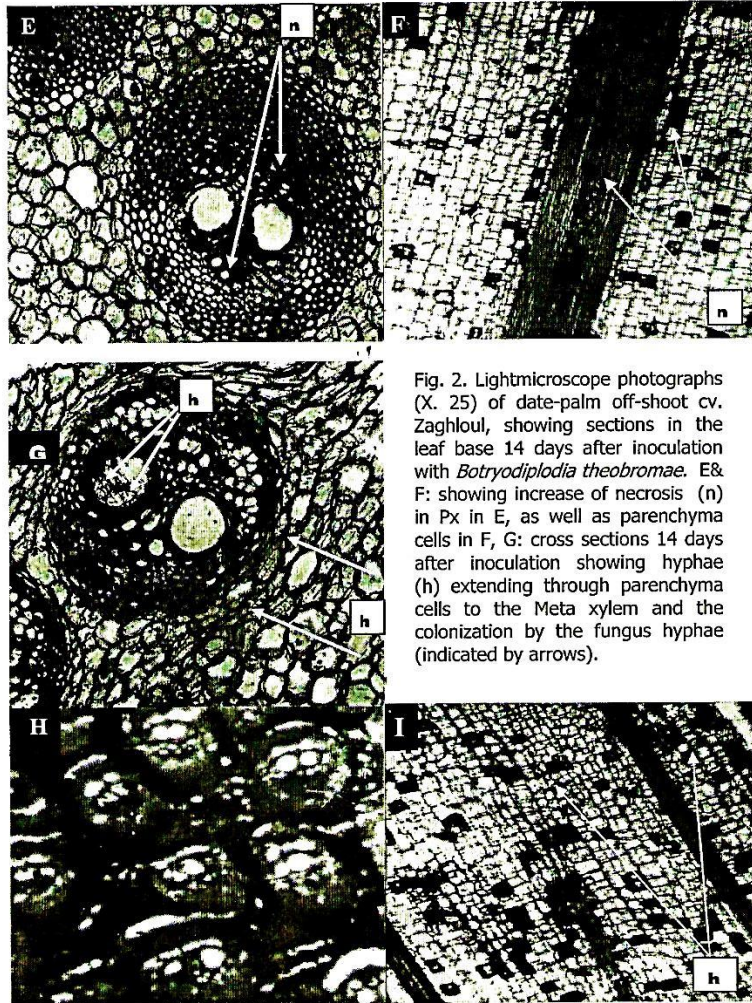 E
n
F
n
h
G
h
Fig. 2. Lightmicroscope photographs
(X. 25) of date-palm off-shoot cv.
Zaghloul, showing sections in the
leaf base 14 days after inoculation
with Botryodiplodia theobromae. E&
F: showing increase of necrosis (n)
in Px in E, as well as parenchyma
cells in F, G: cross sections 14 days
after inoculation showing hyphae
(h) extending through parenchyma
cells to the Meta xylem and the
colonization by the fungus hyphae
(indicated by arrows).
H
I
h